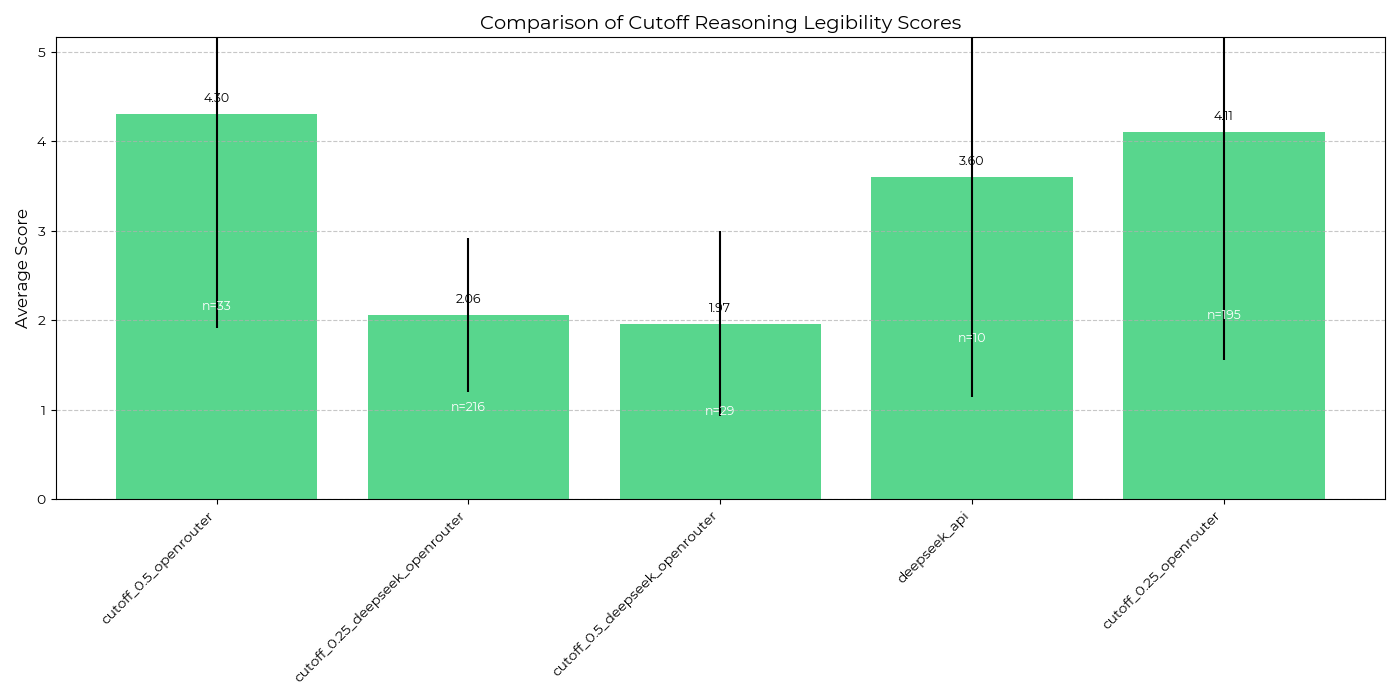 Comparison of Cutoff Reasoning Legibility Scores
Average Score
5
4
3
2
1
0
4.30
n=33
2.06
n=216
1.97
n=29
3.60
n=10
4.11
n=195
cutoff_0.5_openrouter
cutoff_0.25_deepseek_openrouter
cutoff_0.5_deepseek_openrouter
deepseek_api
cutoff_0.25_openrouter